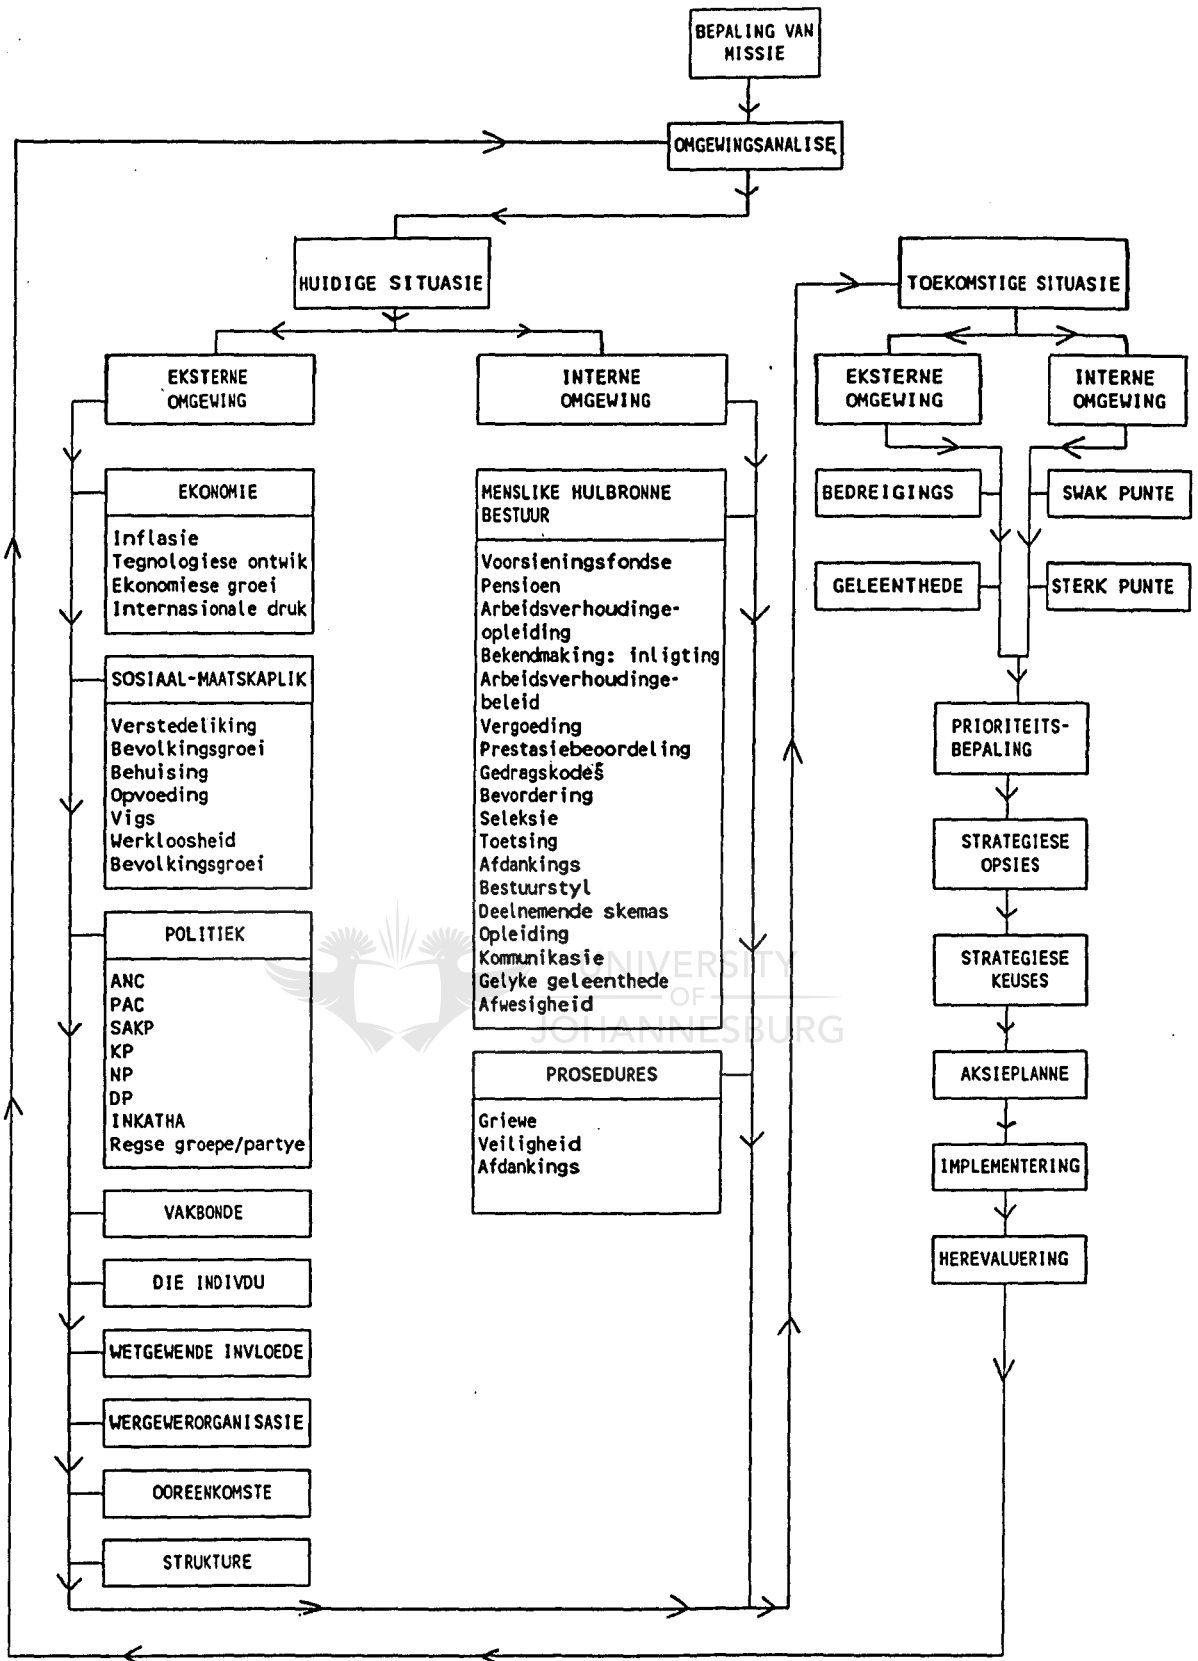 BEPALING VAN
MISSIE
OMGEWINGSANALISE
HUIDIGE SITUASIE
EKSTERNE
OMGEWING
INTERNE
OMGEWING
EKONOMIE
Inflasie
Tegnologiese ontwik
Ekonomiese groei
Internasionale druk
SOSIAAL-MAATSKAPLIK
Verstedeliking
Bevolkingsgroei
Behuising
Opvoeding
Vigs
Werkloosheid
Bevolkingsgroei
POLITIEK
ANC
PAC
SAKP
KP
NP
DP
INKATHA
Regse groepe/partye
VAKBONDE
DIE INDIVDU
WETGEWENDE INVLOEDE
WERGEWERORGANISASIE
OOREENKOMSTE
STRUKTURE
MENSLIKE HULBRONNE
BESTUUR
Voorsieningsfondse
Pensioen
Arbeidsverhoudinge-
opleiding
Bekendmaking: inligting
Arbeidsverhoudinge-
beleid
Vergoeding
Prestasiebeoordeling
Gedragskodes
Bevordering
Seleksie
Toetsing
Afdankings
Bestuurstyl
Deelnemende skemas
Opleiding
Kommunikasie
Gelyke geleenthede
Afwesigheid
PROSEDURES
Griewe
Veiligheid
Afdankings
TOEKOMSTIGE SITUASIE
EKSTERNE
OMGEWING
INTERNE
OMGEWING
BEDREIGINGS
SWAK PUNTE
GELEENTHEDE
STERK PUNTE
PRIORITEITS-
BEPALING
STRATEGIESE
OPSIES
STRATEGIESE
KEUSES
AKSIEPLANNE
IMPLEMENTERING
HEREVALUERING
UNIVERSITY
OF
JOHANNESBURG